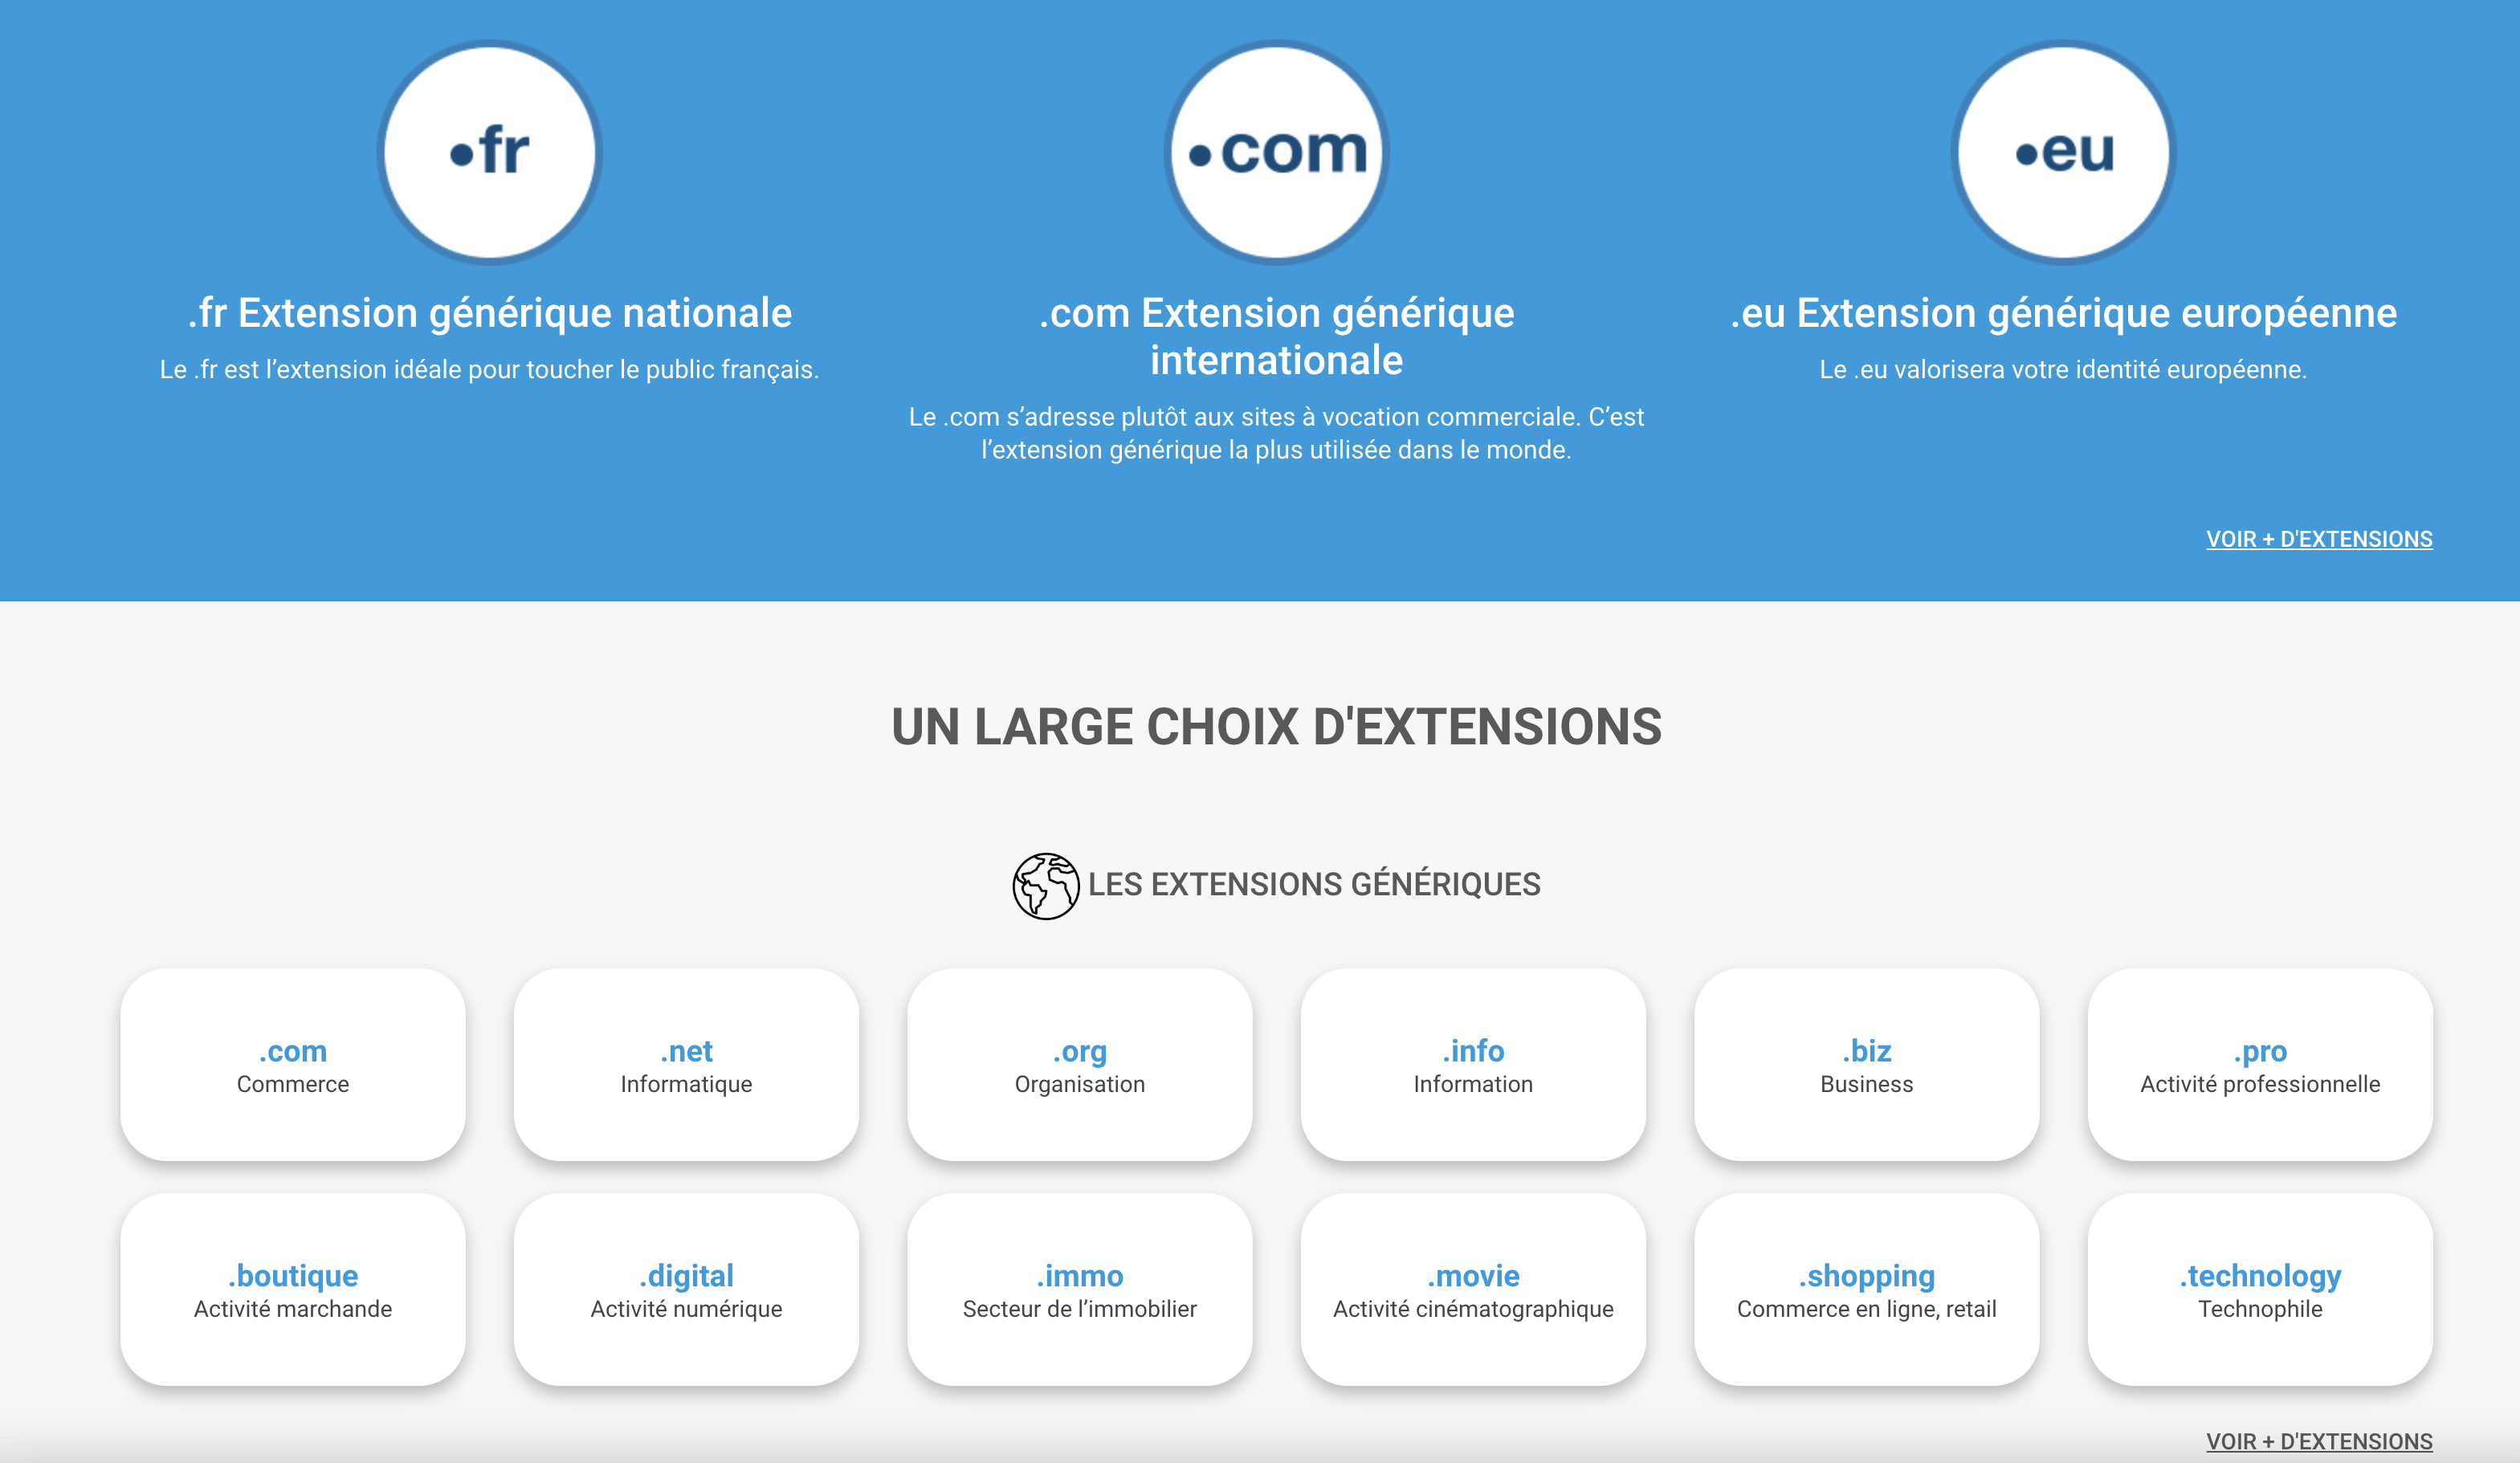 .fr
.com
.eu
.fr Extension générique nationale
Le .fr est l’extension idéale pour toucher le public français.
.com Extension générique
internationale
Le .com s’adresse plutôt aux sites à vocation commerciale. C’est
l’extension générique la plus utilisée dans le monde.
.eu Extension générique européenne
Le .eu valorisera votre identité européenne.
VOIR + D'EXTENSIONS
UN LARGE CHOIX D'EXTENSIONS
LES EXTENSIONS GÉNÉRIQUES
.com
Commerce
.net
Informatique
.org
Organisation
.info
Information
.biz
Business
.pro
Activité professionnelle
.boutique
Activité marchande
.digital
Activité numérique
.immo
Secteur de l’immobilier
.movie
Activité cinématographique
.shopping
Commerce en ligne, retail
.technology
Technophile
VOIR + D'EXTENSIONS